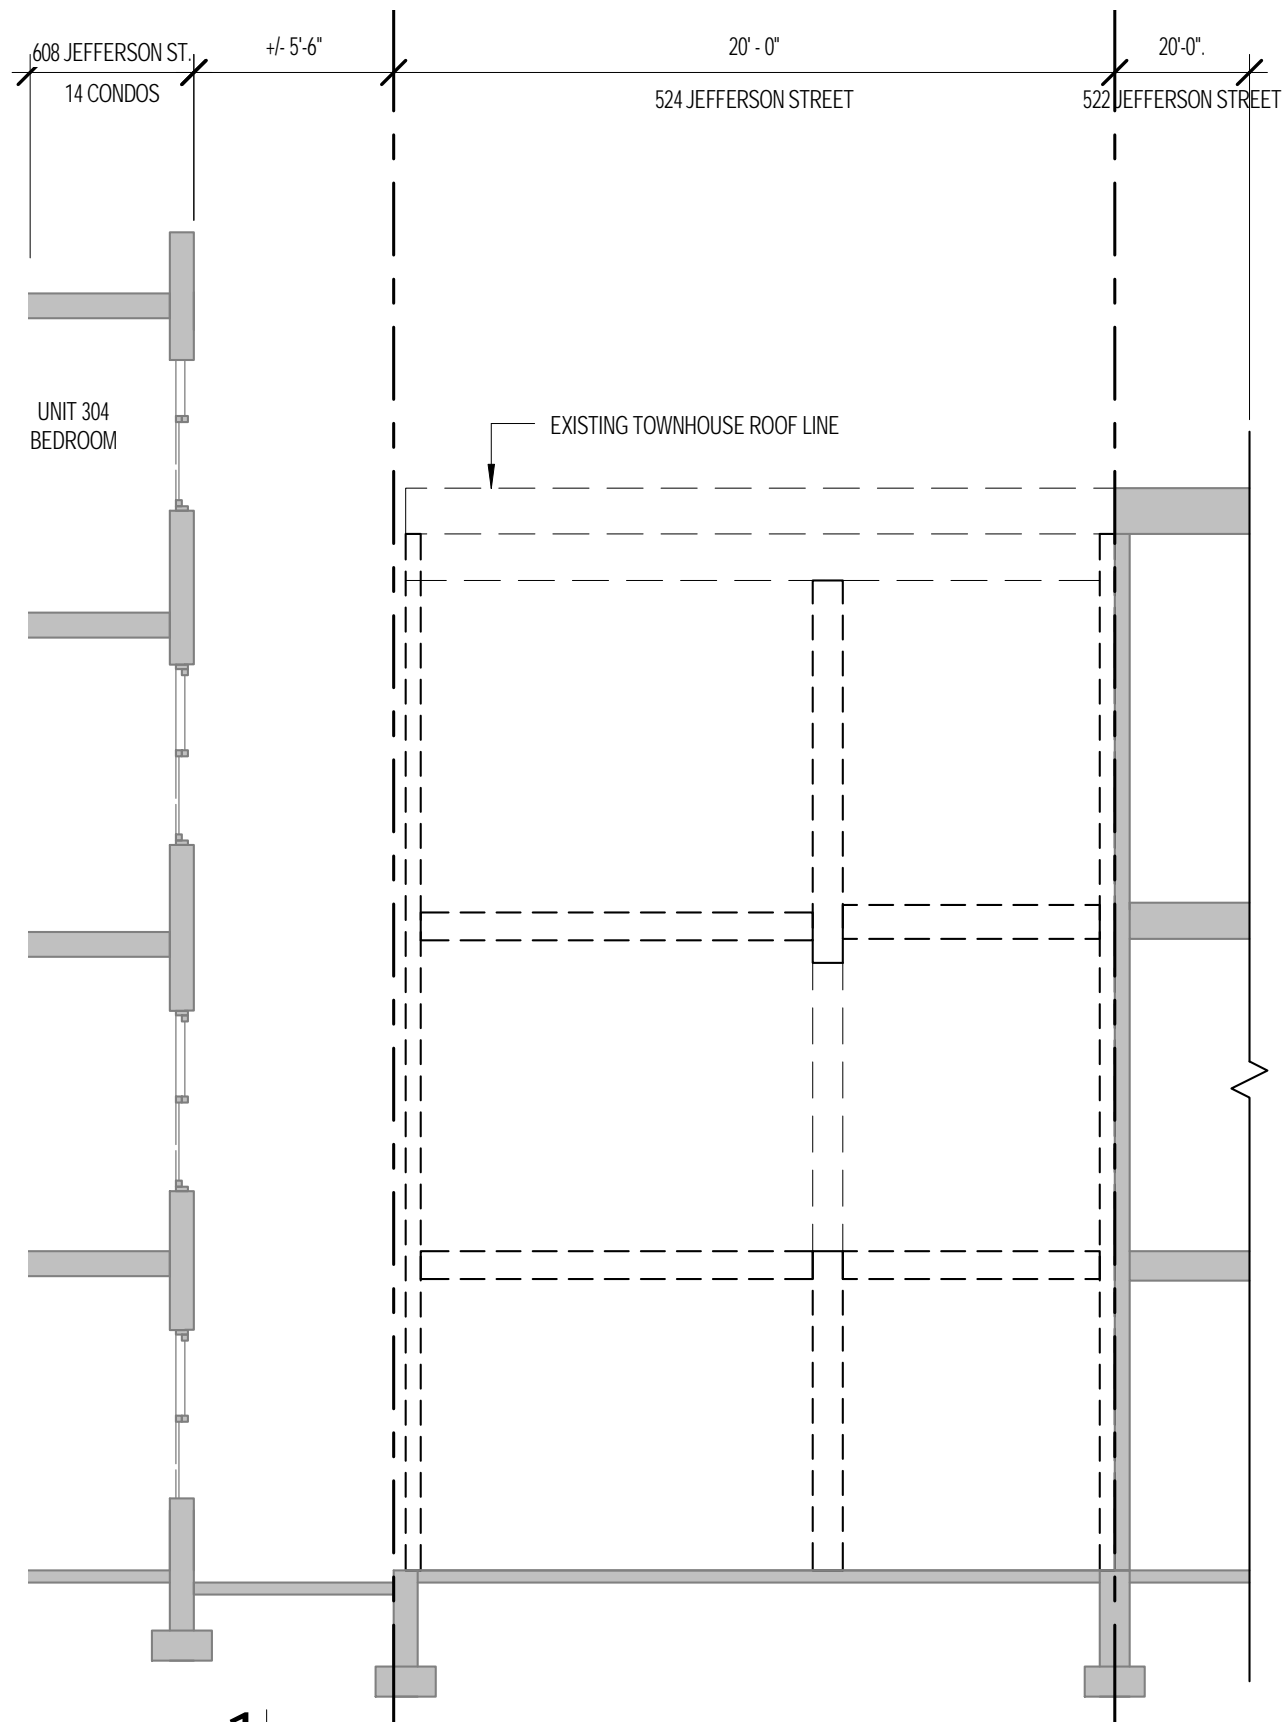 608 JEFFERSON ST.
14 CONDOS
+/- 5'-6"
20' - 0"
524 JEFFERSON STREET
20'-0".
522 JEFFERSON STREET
UNIT 304
BEDROOM
EXISTING TOWNHOUSE ROOF LINE
1